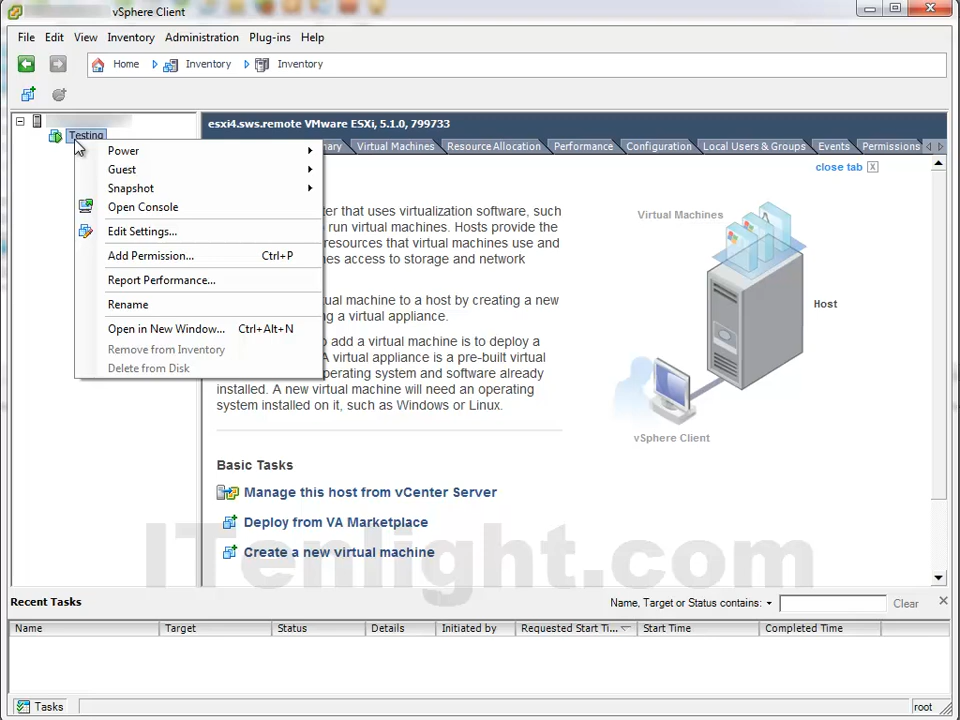 vSphere Client
File Edit View Inventory Administration Plug-ins Help
Home Inventory Inventory
Testing
esxi4.sws.remote VMware ESXi, 5.1.0, 799733
Virtual Machines Resource Allocation Performance Configuration Local Users & Groups Events Permissions
close tab X
Power
Guest
Snapshot
Open Console
Edit Settings...
Add Permission... Ctrl+P
Report Performance...
Rename
Open in New Window... Ctrl+Alt+N
Remove from Inventory
Delete from Disk
that uses virtualization software, such
run virtual machines. Hosts provide the
resources that virtual machines use and
access to storage and network
machine to a host by creating a new
a virtual appliance.
to add a virtual machine is to deploy a
A virtual appliance is a pre-built virtual
operating system and software already
installed. A new virtual machine will need an operating
system installed on it, such as Windows or Linux.
Virtual Machines
Host
vSphere Client
Basic Tasks
Manage this host from vCenter Server
Deploy from VA Marketplace
Create a new virtual machine
ITenlight.com
Recent Tasks Name, Target or Status contains: Clear
Name Target Status Details Initiated by Requested Start Ti... Start Time Completed Time
Tasks root